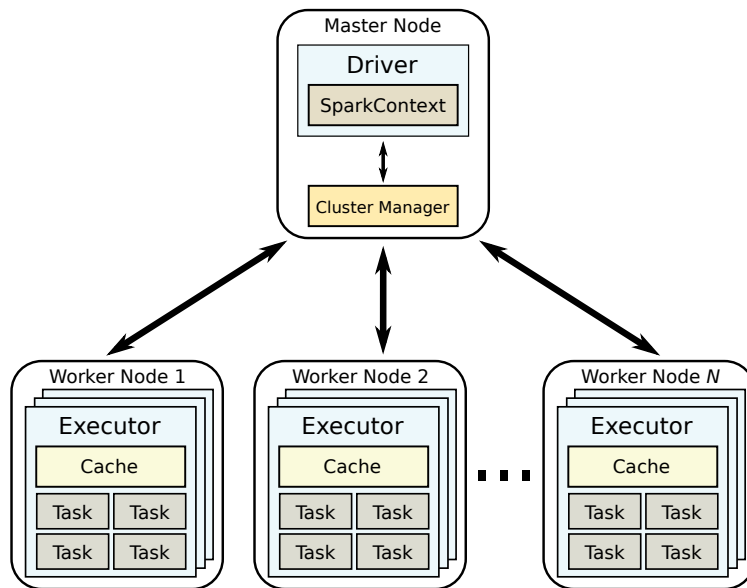 Master Node
Driver
SparkContext
Cluster Manager
Worker Node 1
Executor
Cache
Task Task
Task Task
Worker Node 2
Executor
Cache
Task Task
Task Task
Worker Node N
Executor
Cache
Task Task
Task Task